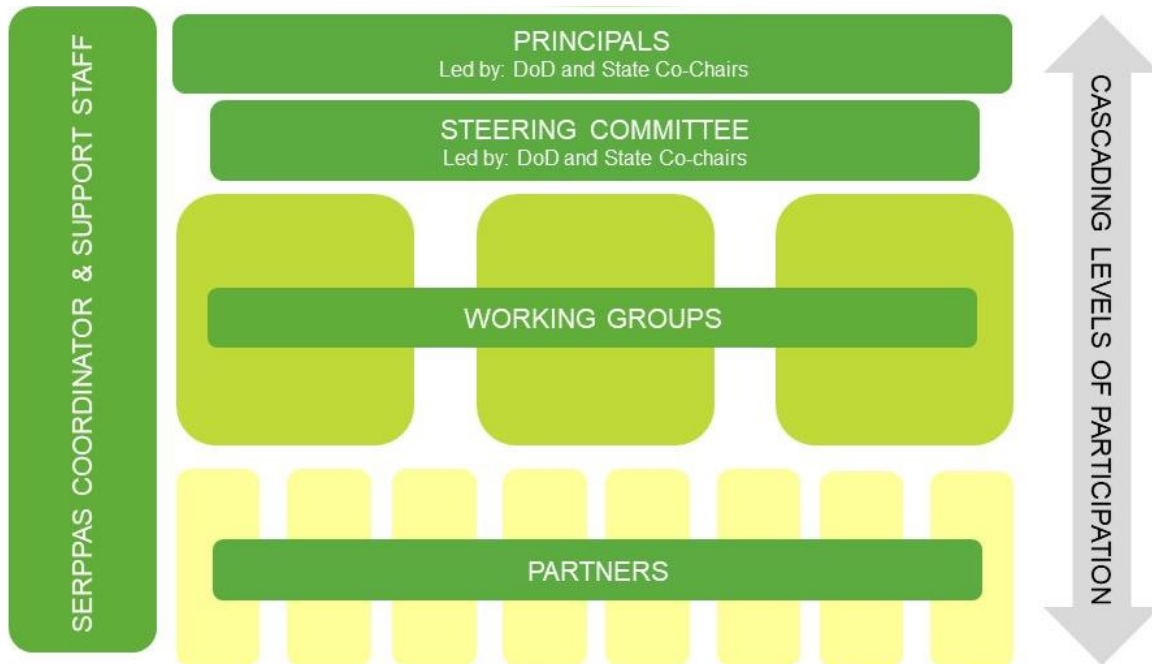 SERPPAS COORDINATOR & SUPPORT STAFF
PRINCIPALS
Led by: DoD and State Co-Chairs
STEERING COMMITTEE
Led by: DoD and State Co-chairs
WORKING GROUPS
PARTNERS
CASCADING LEVELS OF PARTICIPATION